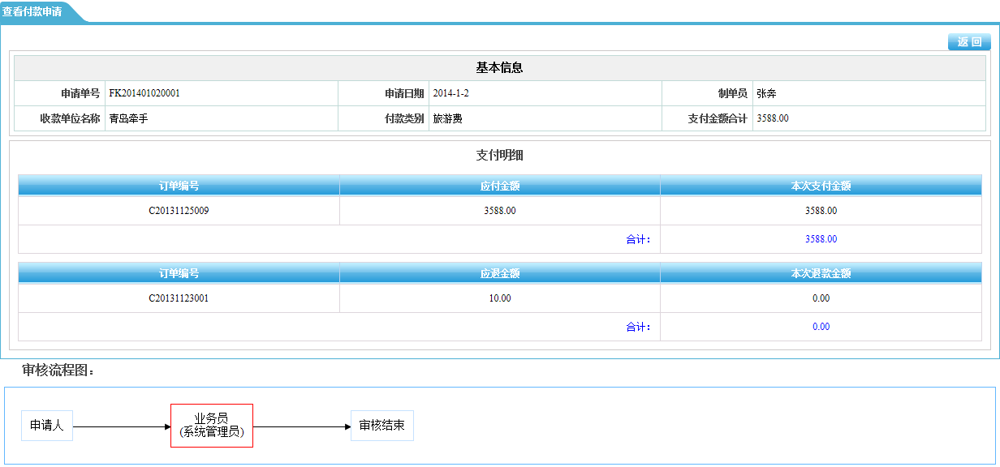 查看付款申请
返 回
基本信息
申请单号 FK201401020001 申请日期 2014-1-2 制单员 张奔
收款单位名称 青岛牵手 付款类别 旅游费 支付金额合计 3588.00
支付明细
订单编号 应付金额 本次支付金额
C20131125009 3588.00 3588.00
合计： 3588.00
订单编号 应退金额 本次退款金额
C20131123001 10.00 0.00
合计： 0.00
审核流程图：
申请人 业务员 审核结束
(系统管理员)